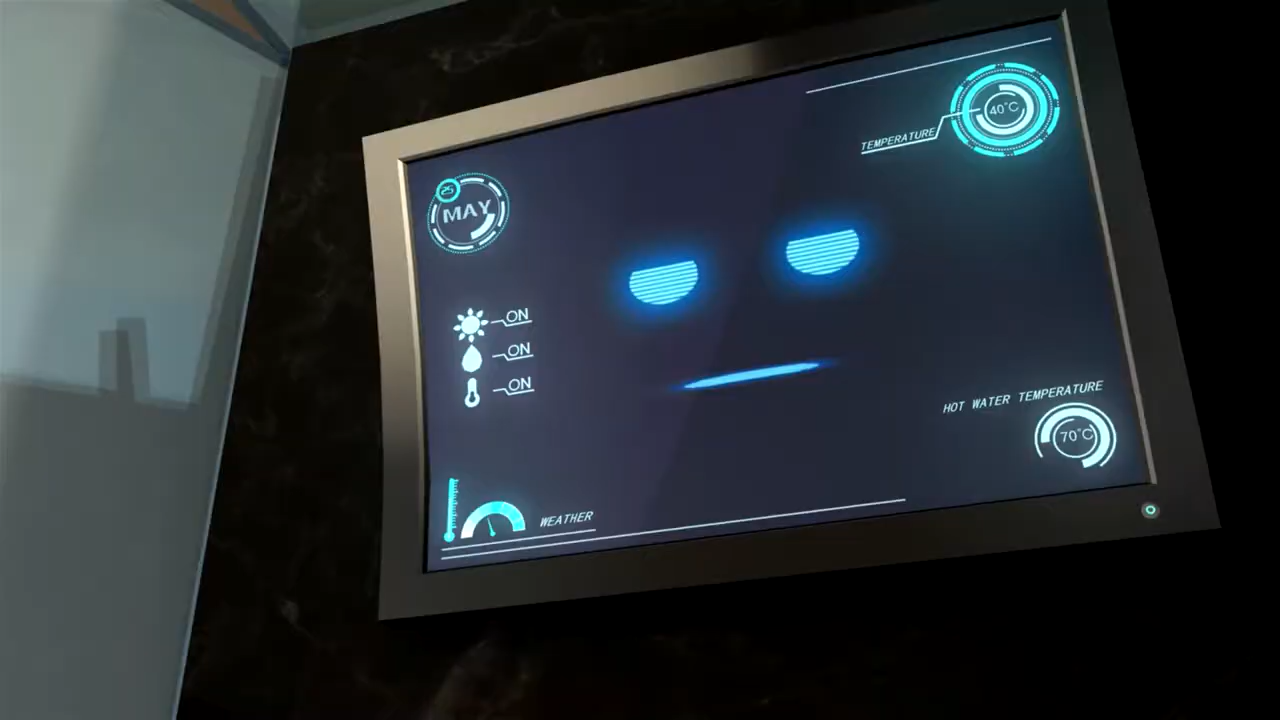 25
MAY
TEMPERATURE
40°C
ON
ON
ON
HOT WATER TEMPERATURE
70°C
WEATHER